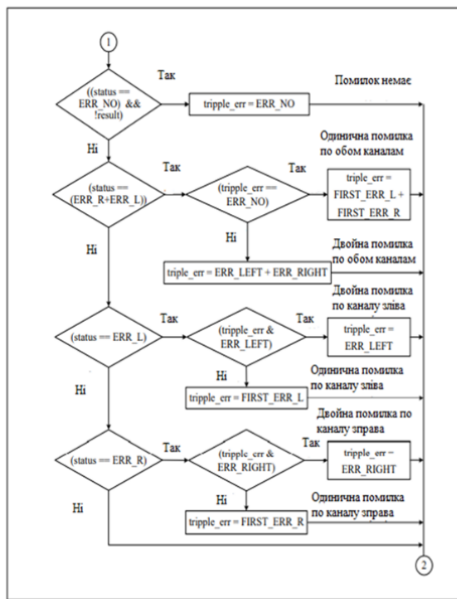 1
Так
Помилок немає
((status ==
ERR_NO) &&
!result)
tripple_err = ERR_NO
Ні
Одинична помилка
по обом каналам
Так
Так
(status ==
(ERR_R+ERR_L))
(tripple_err ==
ERR_NO)
triple_err =
FIRST_ERR_L +
FIRST_ERR_R
Ні
Ні
Двойна помилка
по обом каналам
triple_err = ERR_LEFT + ERR_RIGHT
Двойна помилка
по каналу зліва
Так
Так
(status == ERR_L)
(tripple_err &
ERR_LEFT)
tripple_err =
ERR_LEFT
Ні
Ні
Одинична помилка
по каналу зліва
tripple_err = FIRST_ERR_L
Двойна помилка по
каналу зправа
Так
Так
(status == ERR_R)
(tripple_err &
ERR_RIGHT)
tripple_err =
ERR_RIGHT
Ні
Ні
Одинична помилка
по каналу зправа
tripple_err = FIRST_ERR_R
2